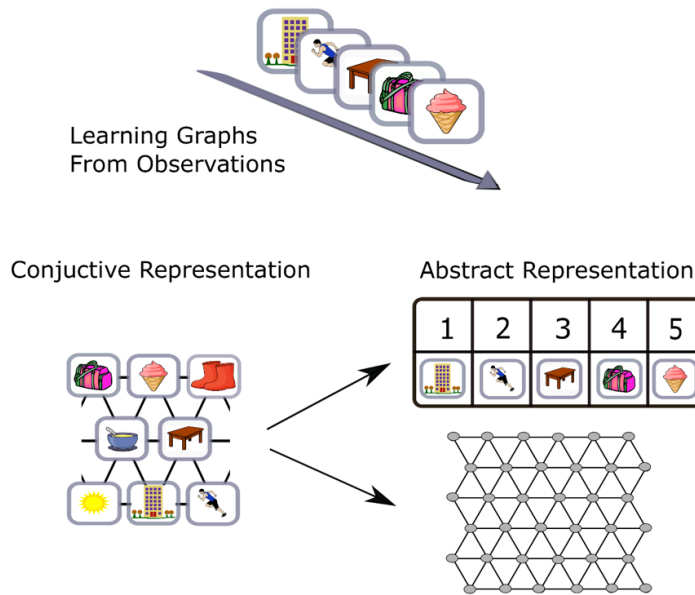 Learning Graphs
From Observations
Conjuctive Representation
Abstract Representation
1 2 3 4 5